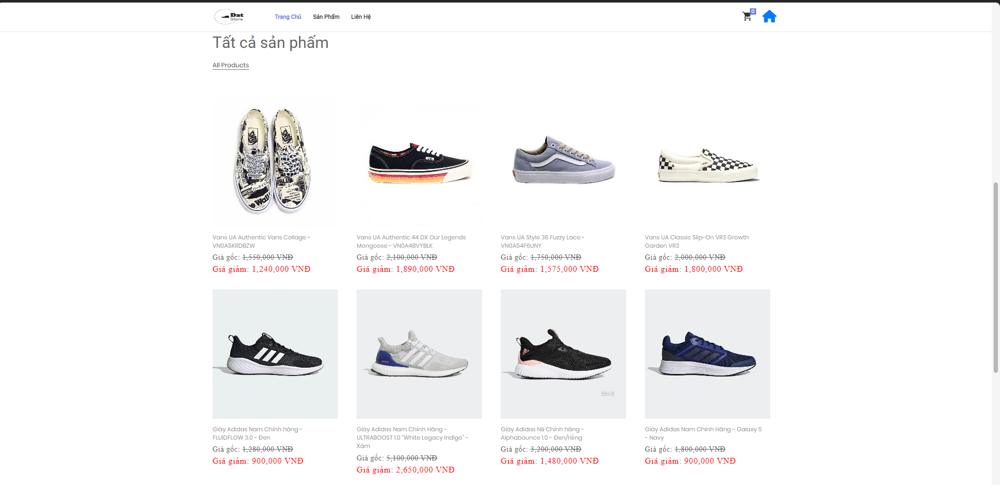 Dat
Store
Trang Chủ
Sản Phẩm
Liên Hệ
0
Tất cả sản phẩm
All Products
Vans UA Authentic Vans Collage -
VN0A5KRDBZW
Giá gốc: 1,550,000 VNĐ
Giá giảm: 1,240,000 VNĐ
Vans UA Authentic 44 DX Our Legends
Mongoose - VN0A4BVYBLK
Giá gốc: 2,100,000 VNĐ
Giá giảm: 1,890,000 VNĐ
Vans UA Style 36 Fuzzy Lace -
VN0A54F6UNY
Giá gốc: 1,750,000 VNĐ
Giá giảm: 1,575,000 VNĐ
Vans UA Classic Slip-On VR3 Growth
Garden VR3
Giá gốc: 2,000,000 VNĐ
Giá giảm: 1,800,000 VNĐ
Giày Adidas Nam Chính hãng -
FLUIDFLOW 3.0 - Đen
Giá gốc: 1,280,000 VNĐ
Giá giảm: 900,000 VNĐ
Giày Adidas Nam Chính Hãng -
ULTRABOOST 1.0 "White Legacy Indigo" -
Xám
Giá gốc: 5,100,000 VNĐ
Giá giảm: 2,650,000 VNĐ
Giày Adidas Nữ Chính hãng -
Alphabounce 1.0 - Đen/Hồng
Giá gốc: 3,200,000 VNĐ
Giá giảm: 1,480,000 VNĐ
Giày Adidas Nam Chính Hãng - Galaxy 5
- Navy
Giá gốc: 1,800,000 VNĐ
Giá giảm: 900,000 VNĐ